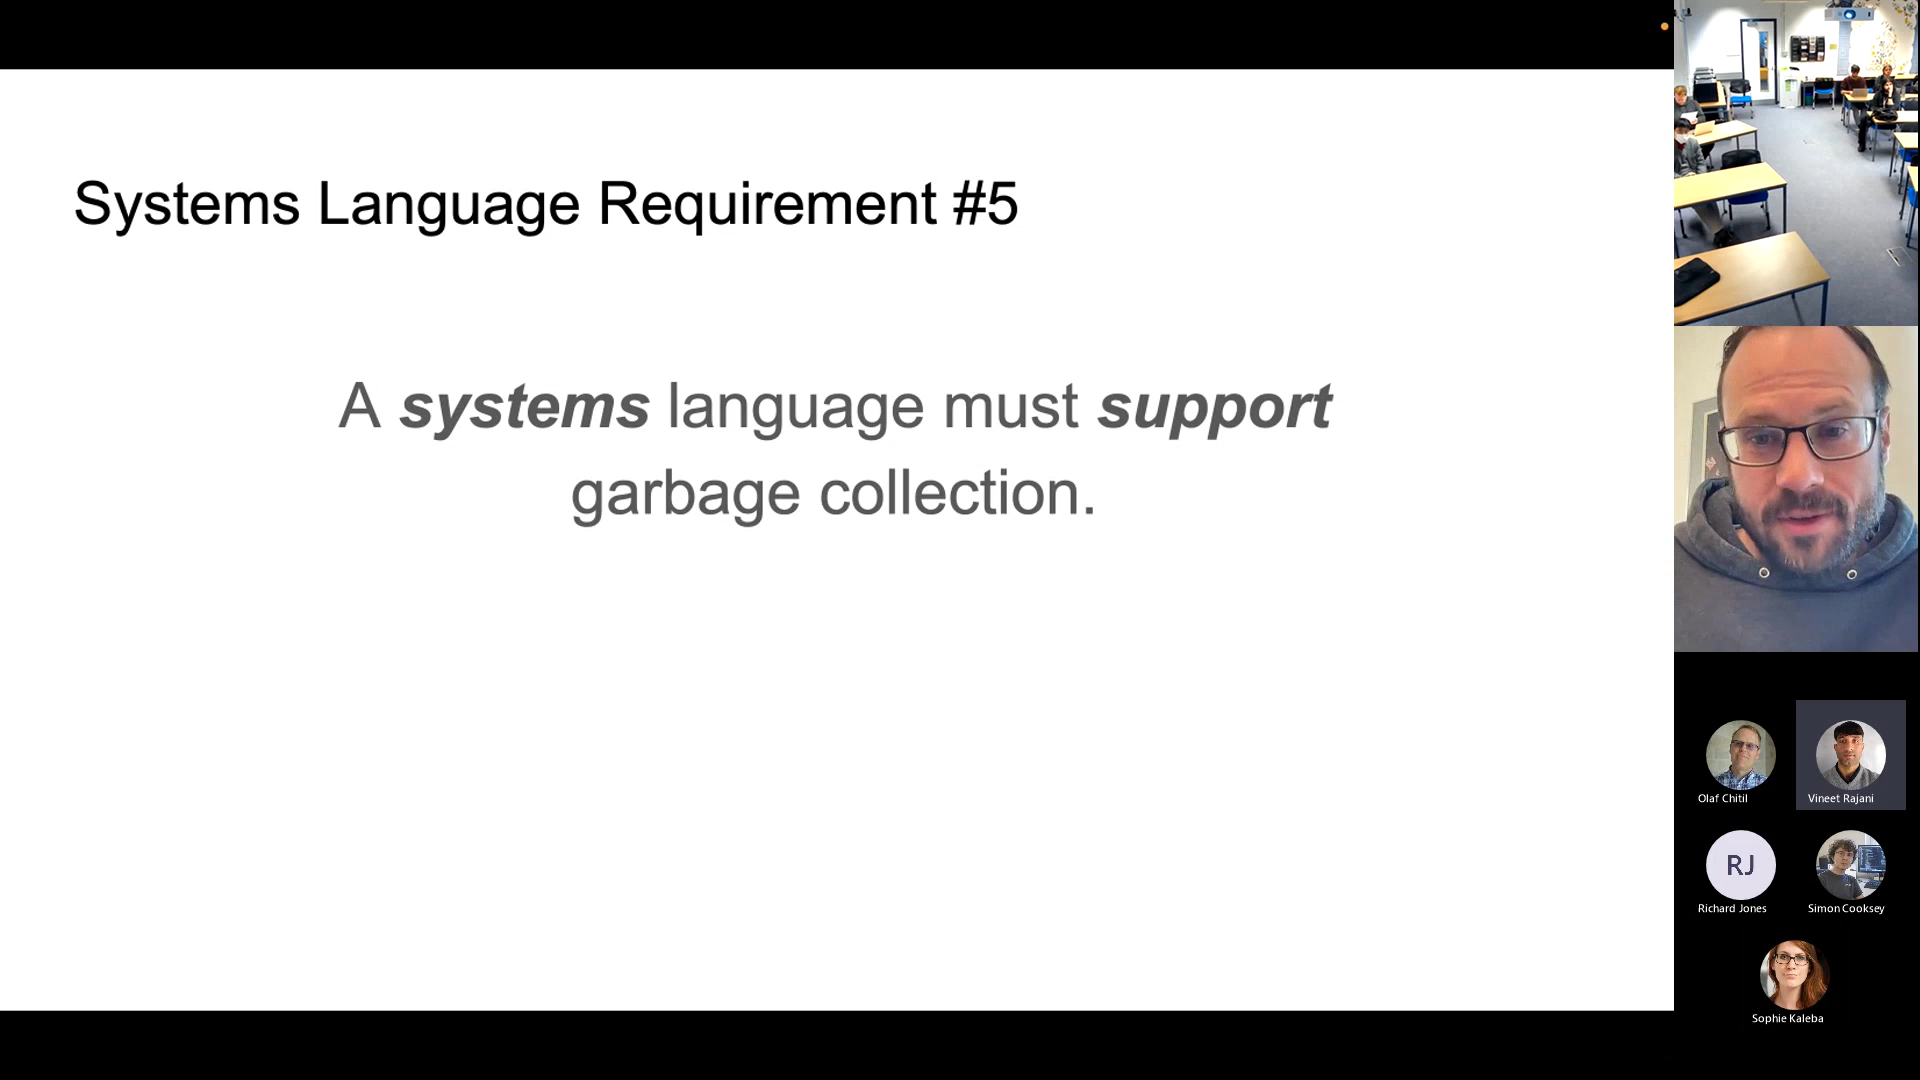 Systems Language Requirement #5
A systems language must support
garbage collection.
Olaf Chitil
Vineet Rajani
RJ
Richard Jones
Simon Cooksey
Sophie Kaleba